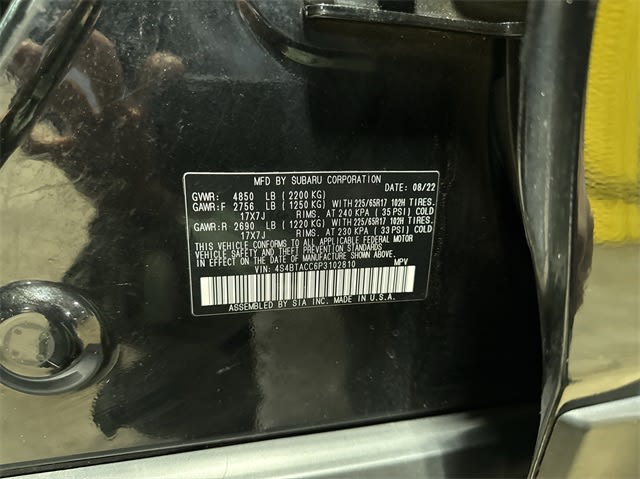 MFD BY SUBARU CORPORATION
DATE: 08/22
GVWR: 4850 LB (2200 KG)
GAWR:F 2756 LB (1250 KG) WITH 225/65R17 102H TIRES.
17X7J RIMS. AT 240 KPA (35 PSI) COLD
GAWR:R 2690 LB (1220 KG) WITH 225/65R17 102H TIRES.
17X7J RIMS. AT 230 KPA (33 PSI) COLD
THIS VEHICLE CONFORMS TO ALL APPLICABLE FEDERAL MOTOR
VEHICLE SAFETY AND THEFT PREVENTION STANDARDS
IN EFFECT ON THE DATE OF MANUFACTURE SHOWN ABOVE.
VIN: 4S4BTACC6P3102810 MPV
ASSEMBLED BY SIA INC. MADE IN U.S.A.